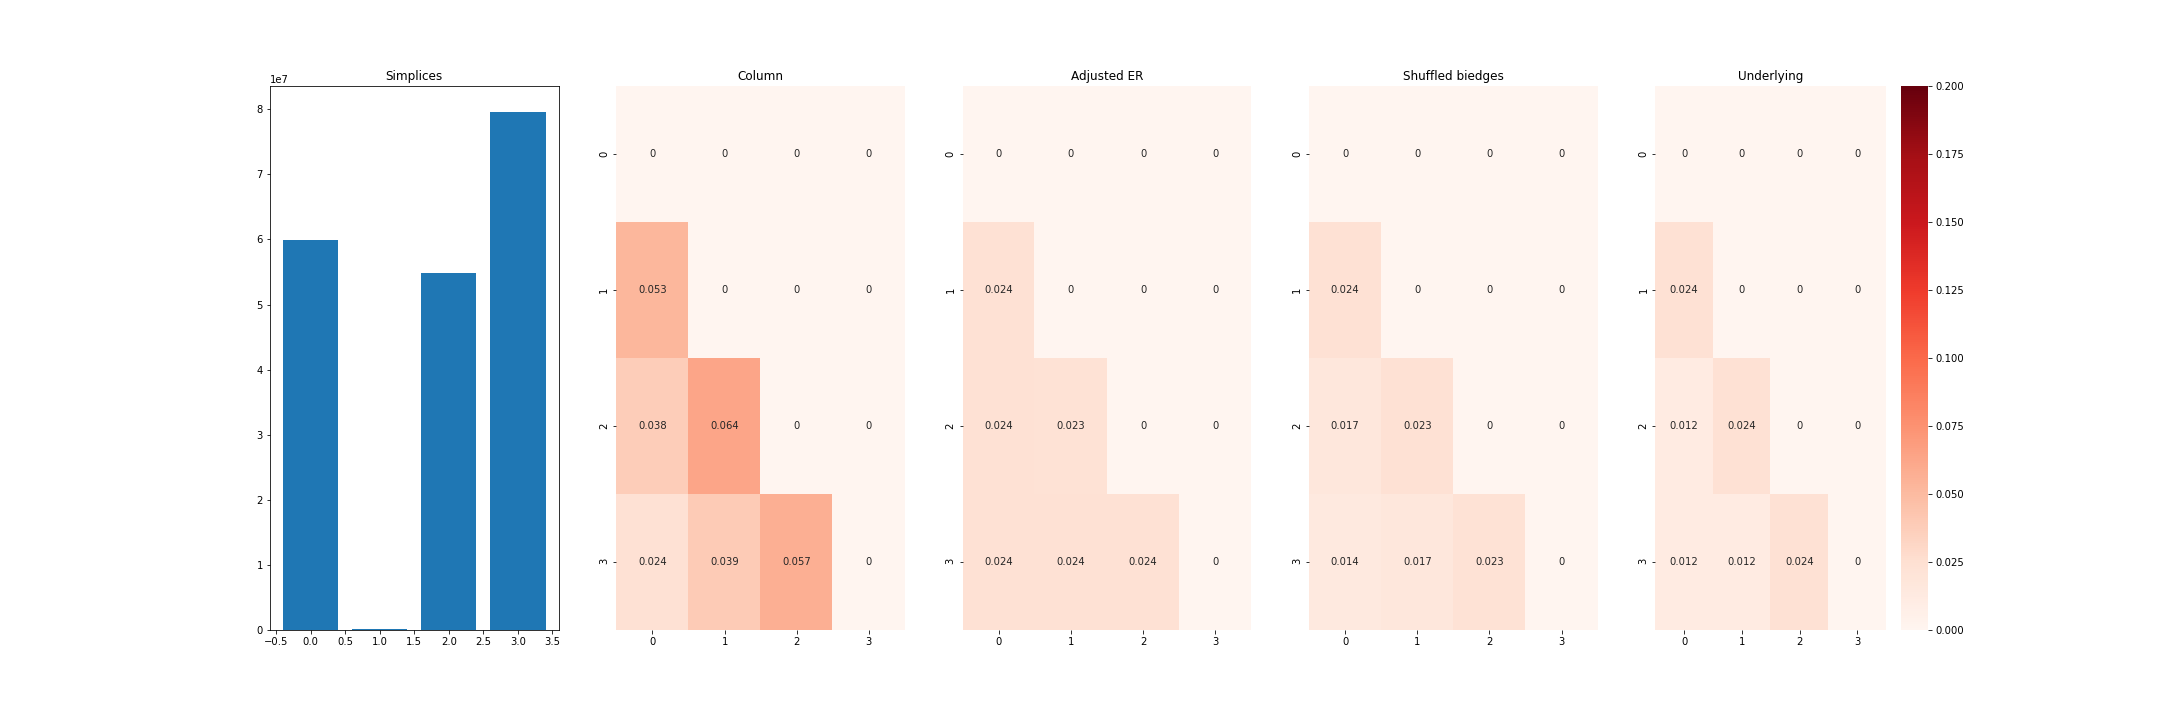 Simplices
1e7
8
7
6
5
4
3
2
1
0
−0.5 0.0 0.5 1.0 1.5 2.0 2.5 3.0 3.5
Column
0 0 0 0 0
1 0.053 0 0 0
2 0.038 0.064 0 0
3 0.024 0.039 0.057 0
0 1 2 3
Adjusted ER
0 0 0 0 0
1 0.024 0 0 0
2 0.024 0.023 0 0
3 0.024 0.024 0.024 0
0 1 2 3
Shuffled biedges
0 0 0 0 0
1 0.024 0 0 0
2 0.017 0.023 0 0
3 0.014 0.017 0.023 0
0 1 2 3
Underlying
0 0 0 0 0
1 0.024 0 0 0
2 0.012 0.024 0 0
3 0.012 0.012 0.024 0
0 1 2 3
0.200
0.175
0.150
0.125
0.100
0.075
0.050
0.025
0.000